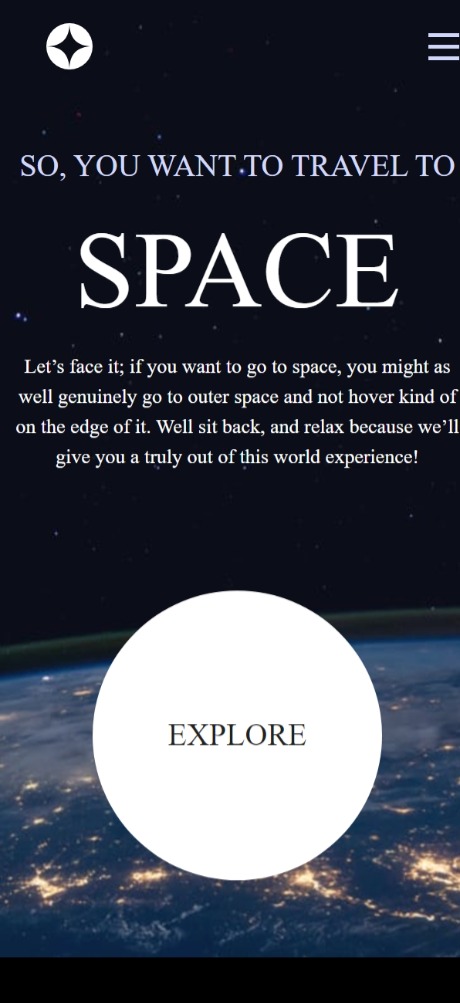 SO, YOU WANT TO TRAVEL TO
SPACE
Let’s face it; if you want to go to space, you might as
well genuinely go to outer space and not hover kind of
on the edge of it. Well sit back, and relax because we’ll
give you a truly out of this world experience!
EXPLORE